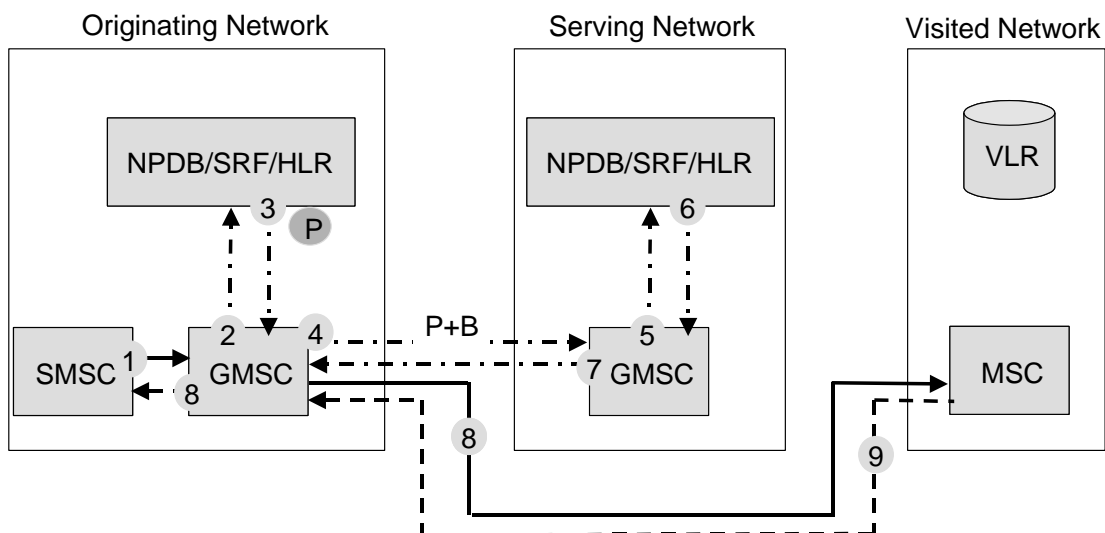 Originating Network
Serving Network
Visited Network
NPDB/SRF/HLR
NPDB/SRF/HLR
VLR
3
P
6
2
4
P+B
5
1
SMSC
8
GMSC
7
GMSC
MSC
8
9